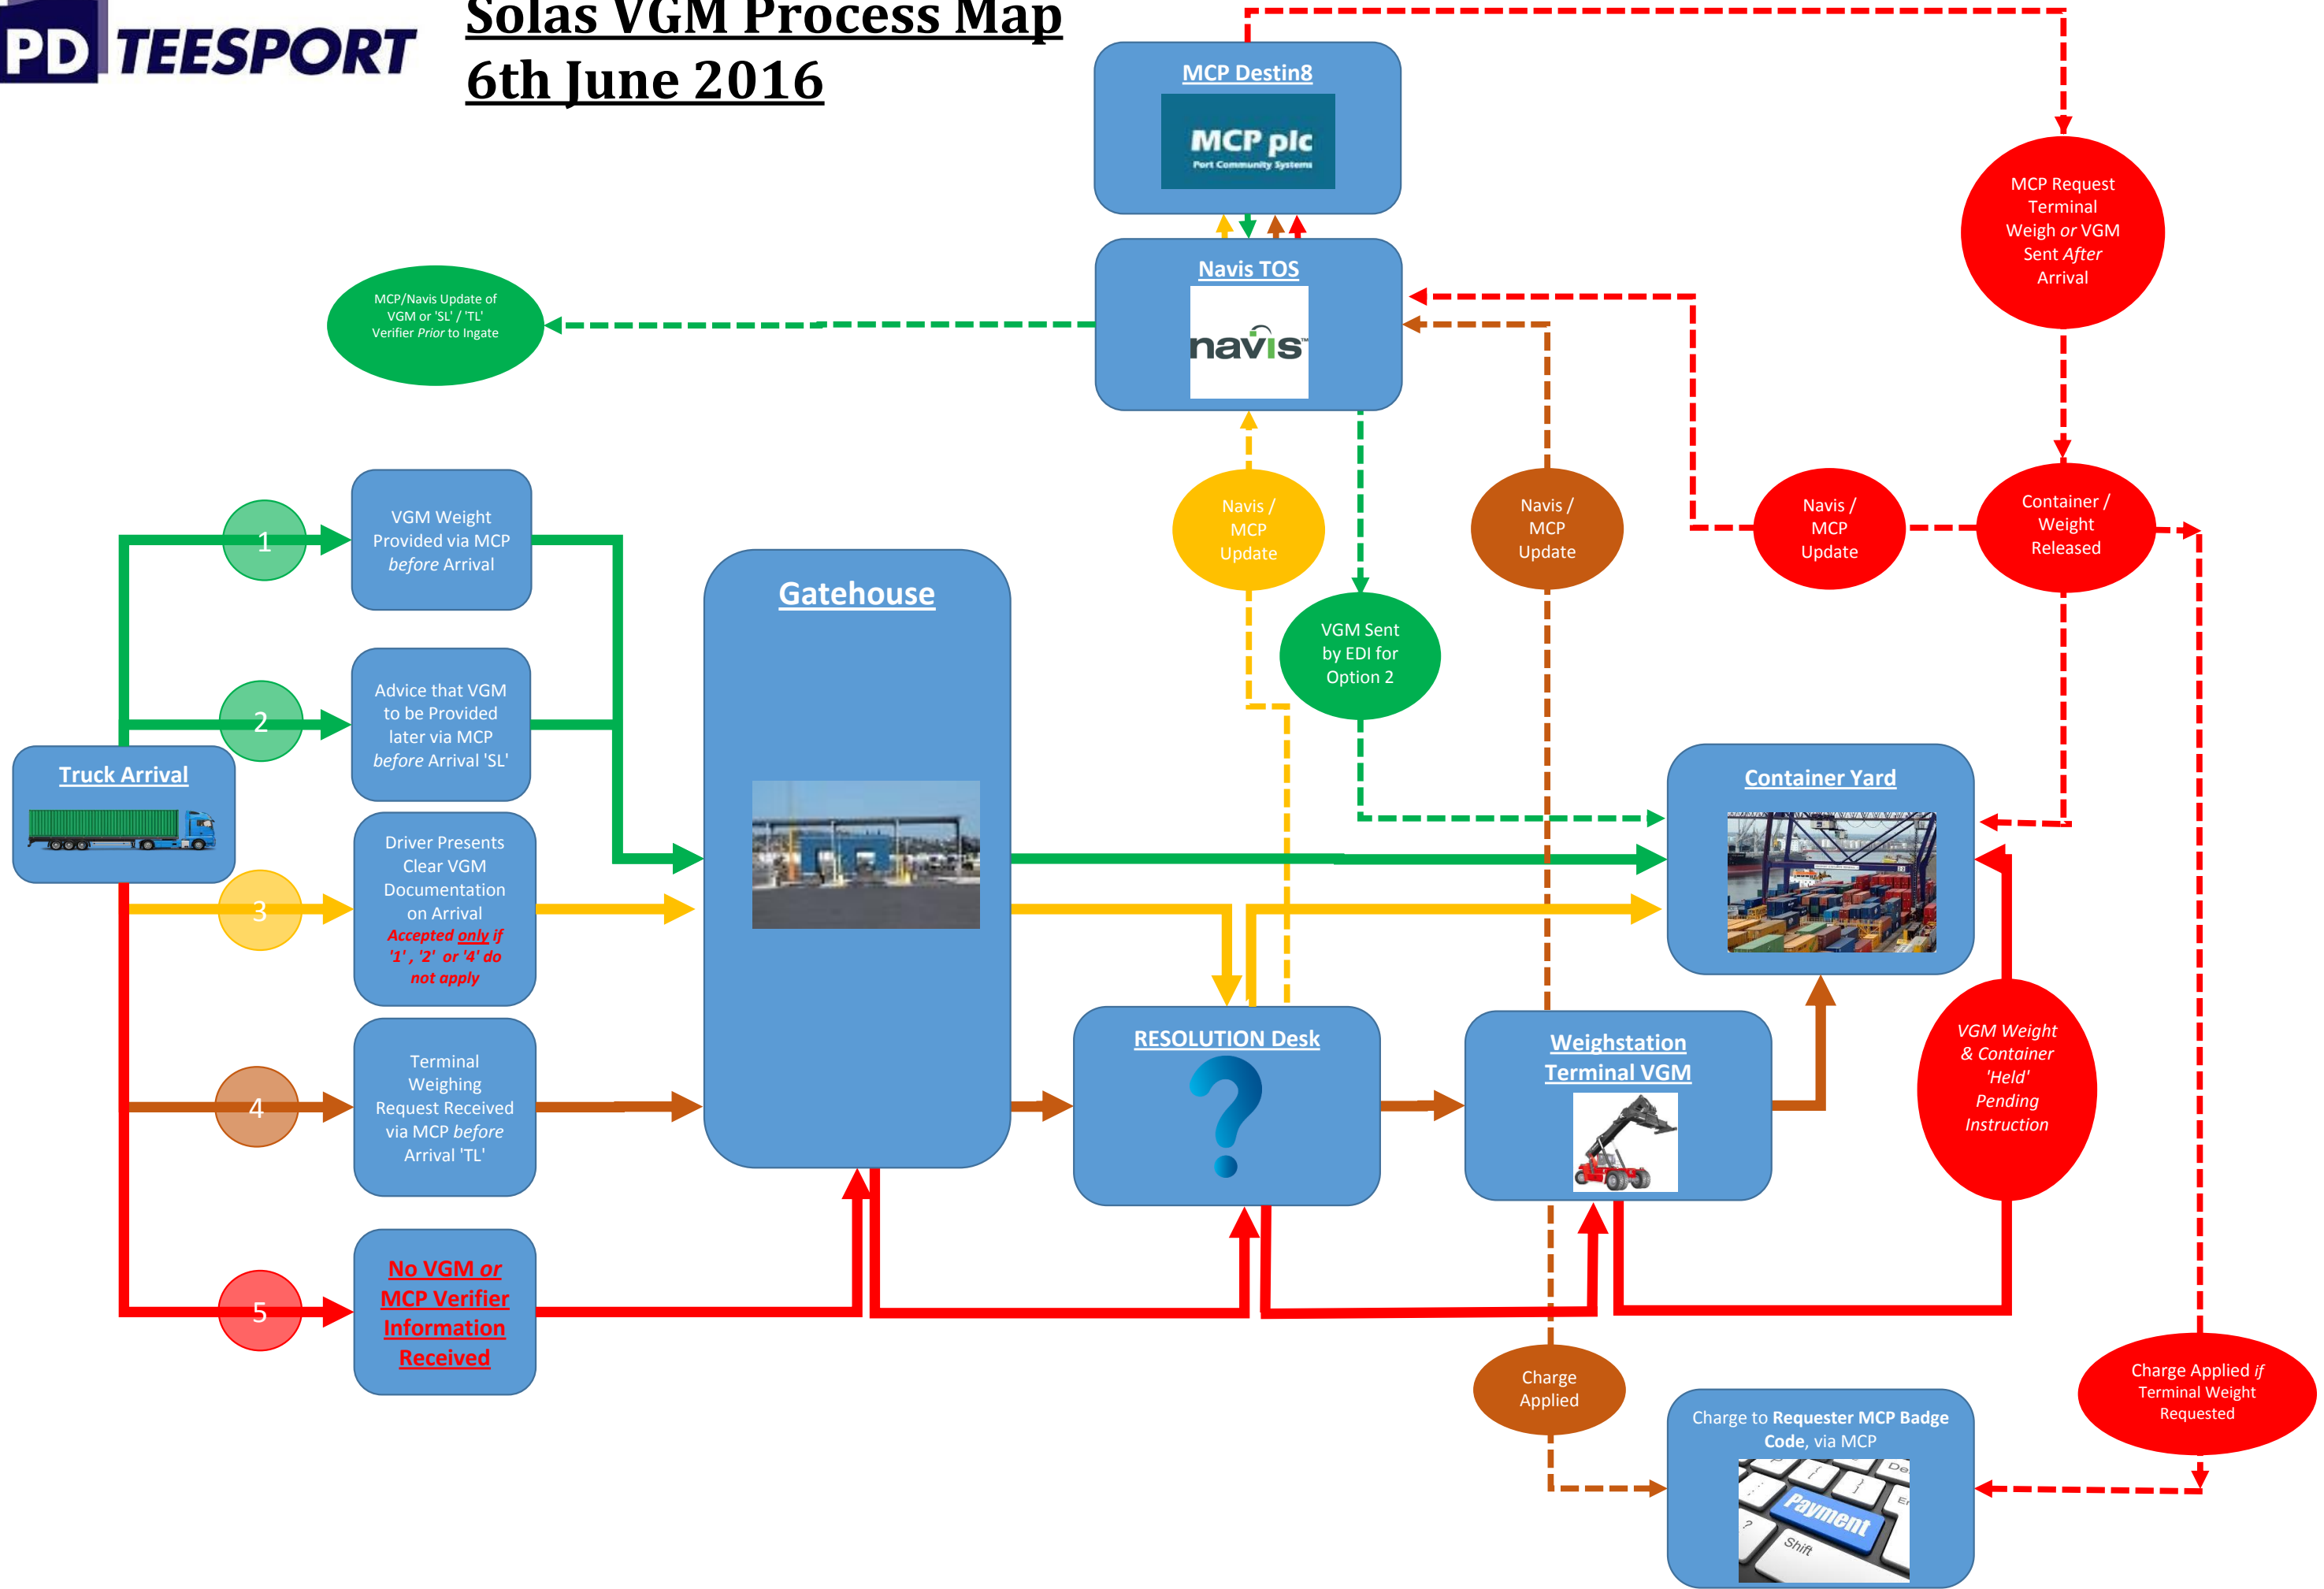 PD TEESPORT
Solas VGM Process Map
6th June 2016
MCP Destin8
MCP plc
Port Community Systems
MCP Request
Terminal
Weigh or VGM
Sent After
Arrival
Navis TOS
navis™
MCP/Navis Update of
VGM or 'SL' / 'TL'
Verifier Prior to Ingate
Navis /
MCP
Update
Navis /
MCP
Update
Navis /
MCP
Update
Container /
Weight
Released
1
VGM Weight
Provided via MCP
before Arrival
Gatehouse
VGM Sent
by EDI for
Option 2
2
Advice that VGM
to be Provided
later via MCP
before Arrival 'SL'
Truck Arrival
Container Yard
3
Driver Presents
Clear VGM
Documentation
on Arrival
Accepted only if
'1' , '2' or '4' do
not apply
RESOLUTION Desk
?
Weighstation
Terminal VGM
VGM Weight
& Container
'Held'
Pending
Instruction
4
Terminal
Weighing
Request Received
via MCP before
Arrival 'TL'
5
No VGM or
MCP Verifier
Information
Received
Charge
Applied
Charge Applied if
Terminal Weight
Requested
Charge to Requester MCP Badge
Code, via MCP
Payment
?
Shift